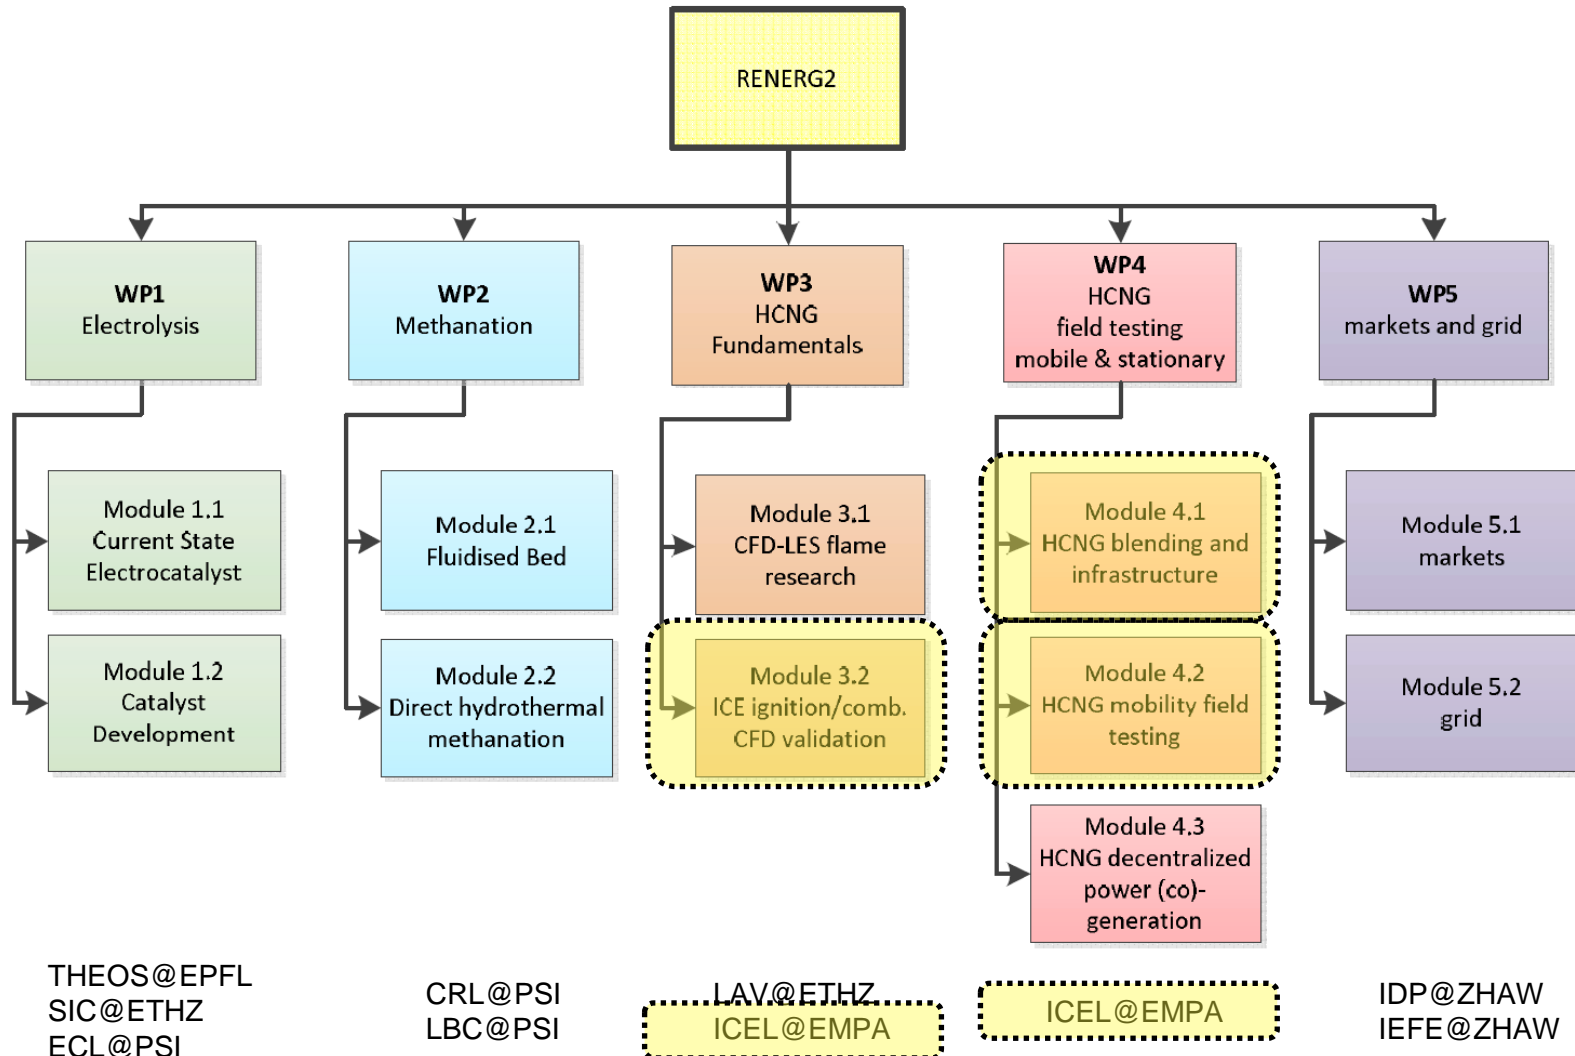 RENERG2
WP1
Electrolysis
WP2
Methanation
WP3
HCNG
Fundamentals
WP4
HCNG
field testing
mobile & stationary
WP5
markets and grid
Module 1.1
Current State
Electrocatalyst
Module 2.1
Fluidised Bed
Module 3.1
CFD-LES flame
research
Module 4.1
HCNG blending and
infrastructure
Module 5.1
markets
Module 1.2
Catalyst
Development
Module 2.2
Direct hydrothermal
methanation
Module 3.2
ICE ignition/comb.
CFD validation
Module 4.2
HCNG mobility field
testing
Module 5.2
grid
Module 4.3
HCNG decentralized
power (co)-
generation
THEOS@EPFL
SIC@ETHZ
ECL@PSI
CRL@PSI
LBC@PSI
LAV@ETHZ
ICEL@EMPA
ICEL@EMPA
IDP@ZHAW
IEFE@ZHAW